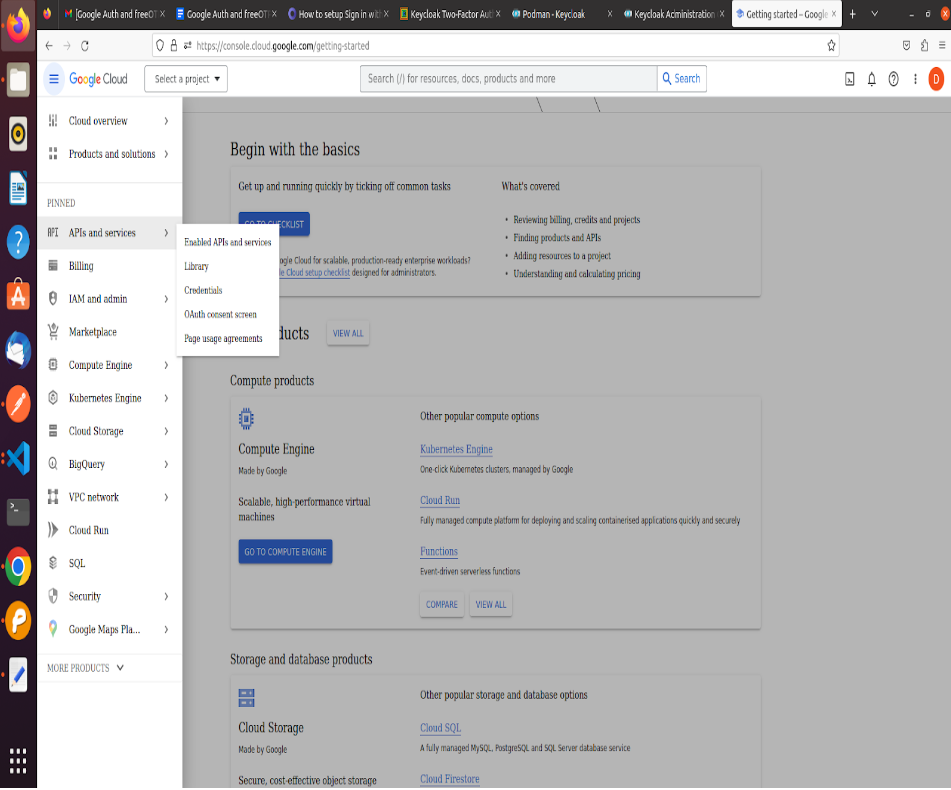 [Google Auth and freeOT
Google Auth and freeOTI
How to setup Sign in wit
Keycloak Two-Factor Aut
Podman - Keycloak
Keycloak Administration
Getting started – Google
https://console.cloud.google.com/getting-started
Google Cloud
Select a project
Search (/) for resources, docs, products and more
Search
D
Cloud overview
Products and solutions
PINNED
API APIs and services
Billing
IAM and admin
Marketplace
Compute Engine
Kubernetes Engine
Cloud Storage
BigQuery
VPC network
Cloud Run
SQL
Security
Google Maps Pla...
MORE PRODUCTS
Enabled APIs and services
Library
Credentials
OAuth consent screen
Page usage agreements
Begin with the basics
Get up and running quickly by ticking off common tasks
GO TO CHECKLIST
gle Cloud for scalable, production-ready enterprise workloads?
e Cloud setup checklist designed for administrators.
What's covered
• Reviewing billing, credits and projects
• Finding products and APIs
• Adding resources to a project
• Understanding and calculating pricing
ducts
VIEW ALL
Compute products
Compute Engine
Made by Google
Scalable, high-performance virtual
machines
GO TO COMPUTE ENGINE
Other popular compute options
Kubernetes Engine
One-click Kubernetes clusters, managed by Google
Cloud Run
Fully managed compute platform for deploying and scaling containerised applications quickly and securely
Functions
Event-driven serverless functions
COMPARE
VIEW ALL
Storage and database products
Cloud Storage
Made by Google
Secure, cost-effective object storage
Other popular storage and database options
Cloud SQL
A fully managed MySQL, PostgreSQL and SQL Server database service
Cloud Firestore